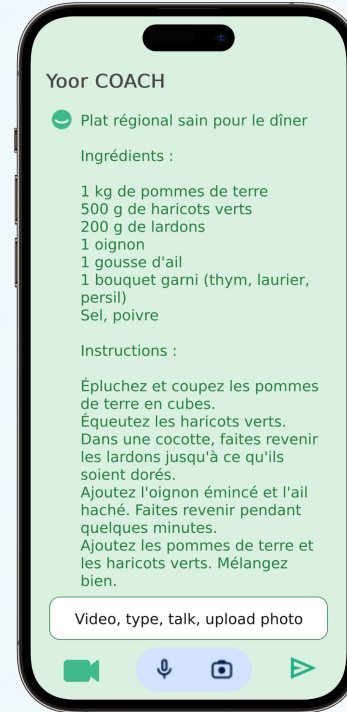 Yoor COACH
Plat régional sain pour le dîner
Ingrédients :
1 kg de pommes de terre
500 g de haricots verts
200 g de lardons
1 oignon
1 gousse d'ail
1 bouquet garni (thym, laurier,
persil)
Sel, poivre
Instructions :
Épluchez et coupez les pommes
de terre en cubes.
Équeutez les haricots verts.
Dans une cocotte, faites revenir
les lardons jusqu'à ce qu'ils
soient dorés.
Ajoutez l'oignon émincé et l'ail
haché. Faites revenir pendant
quelques minutes.
Ajoutez les pommes de terre et
les haricots verts. Mélangez
bien.
Video, type, talk, upload photo